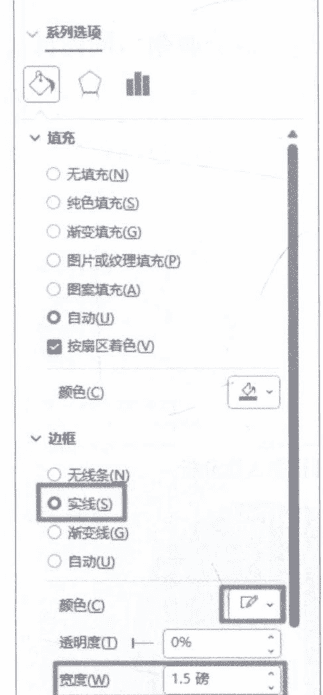 系列选项
填充
无填充(N)
纯色填充(S)
渐变填充(G)
图片或纹理填充(P)
图案填充(A)
自动(U)
按扇区着色(V)
颜色(C)
边框
无线条(N)
实线(S)
渐变线(G)
自动(U)
颜色(C)
透明度(T) 0%
宽度(W) 1.5 磅